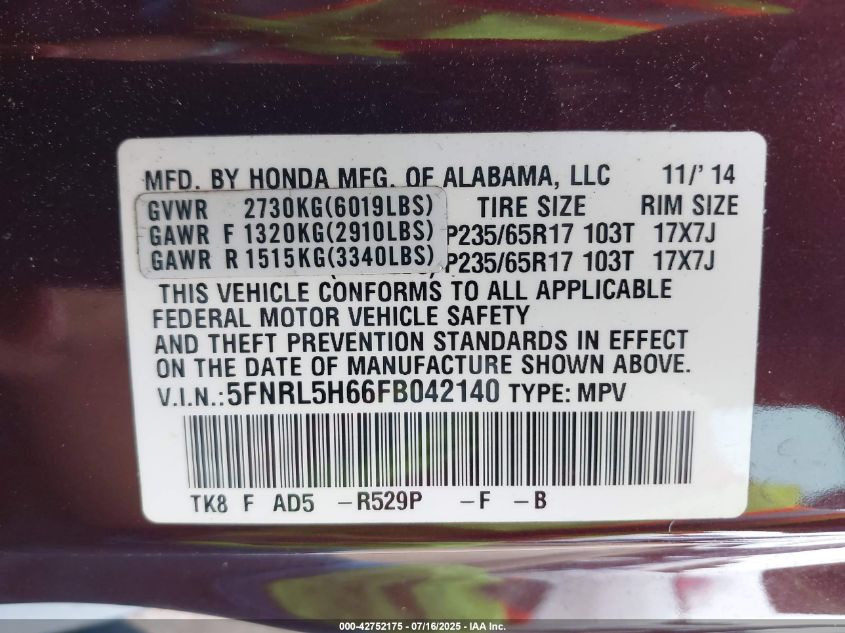 MFD. BY HONDA MFG. OF ALABAMA, LLC 11/' 14
GVWR 2730KG(6019LBS) TIRE SIZE RIM SIZE
GAWR F 1320KG(2910LBS) P235/65R17 103T 17X7J
GAWR R 1515KG(3340LBS) P235/65R17 103T 17X7J
THIS VEHICLE CONFORMS TO ALL APPLICABLE
FEDERAL MOTOR VEHICLE SAFETY
AND THEFT PREVENTION STANDARDS IN EFFECT
ON THE DATE OF MANUFACTURE SHOWN ABOVE.
V.I.N.:5FNRL5H66FB042140 TYPE: MPV
TK8 F AD5 -R529P -F -B
000-42752175 - 07/16/2025 - IAA Inc.